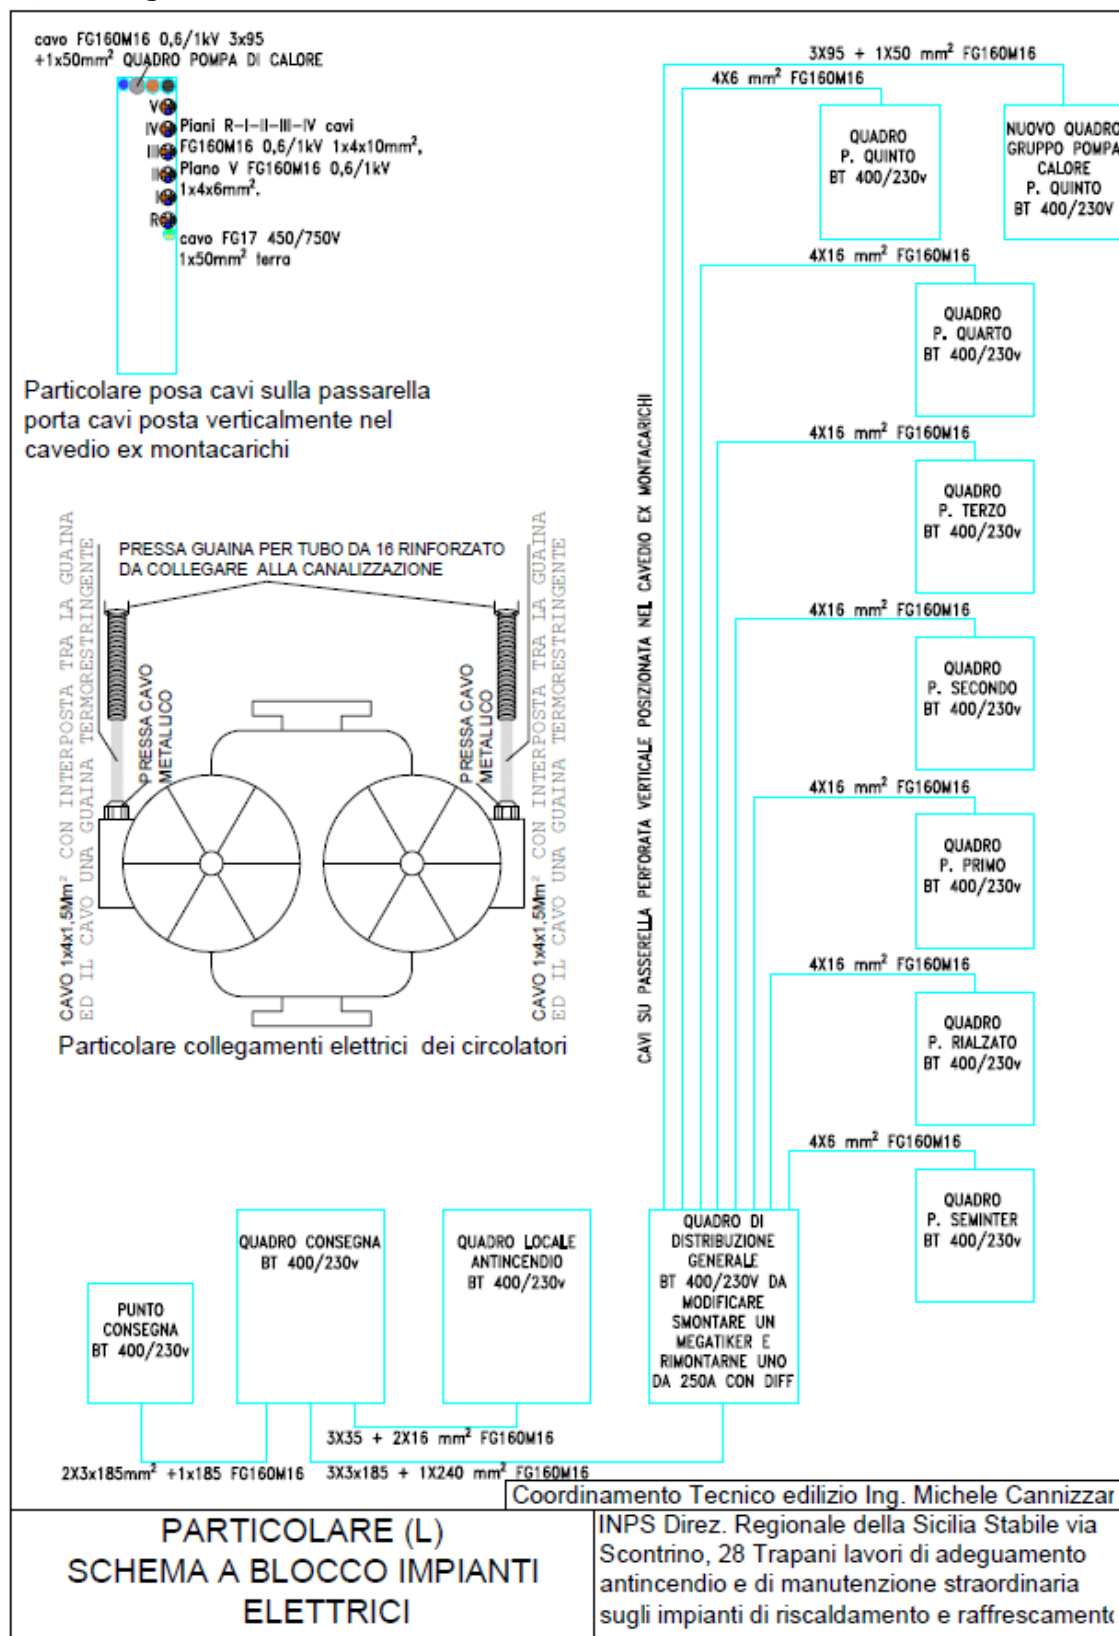 cavo FG160M16 0,6/1kV 3x95
+1x50mm² QUADRO POMPA DI CALORE
V
IV
III
II
I
R
Piani R-I-II-III-IV cavi
FG160M16 0,6/1kV 1x4x10mm²,
Piano V FG160M16 0,6/1kV
1x4x6mm².
cavo FG17 450/750V
1x50mm² terra
Particolare posa cavi sulla passarella
porta cavi posta verticalmente nel
cavedio ex montacarichi
PRESSA GUAINA PER TUBO DA 16 RINFORZATO
DA COLLEGARE ALLA CANALIZZAZIONE
CAVO 1x4x1,5Mm² CON INTERPOSTA TRA LA GUAINA
ED IL CAVO UNA GUAINA TERMORESTRINGENTE
PRESSA CAVO
METALLICO
PRESSA CAVO
METALLICO
CAVO 1x4x1,5Mm² CON INTERPOSTA TRA LA GUAINA
ED IL CAVO UNA GUAINA TERMORESTRINGENTE
Particolare collegamenti elettrici dei circolatori
CAVI SU PASSERELLA PERFORATA VERTICALE POSIZIONATA NEL CAVEDIO EX MONTACARICHI
3X95 + 1X50 mm² FG160M16
4X6 mm² FG160M16
QUADRO
P. QUINTO
BT 400/230v
NUOVO QUADRO
GRUPPO POMPA
CALORE
P. QUINTO
BT 400/230V
4X16 mm² FG160M16
QUADRO
P. QUARTO
BT 400/230v
4X16 mm² FG160M16
QUADRO
P. TERZO
BT 400/230v
4X16 mm² FG160M16
QUADRO
P. SECONDO
BT 400/230v
4X16 mm² FG160M16
QUADRO
P. PRIMO
BT 400/230v
4X16 mm² FG160M16
QUADRO
P. RIALZATO
BT 400/230v
4X6 mm² FG160M16
QUADRO
P. SEMINTER
BT 400/230v
PUNTO
CONSEGNA
BT 400/230v
QUADRO CONSEGNA
BT 400/230v
QUADRO LOCALE
ANTINCENDIO
BT 400/230v
QUADRO DI
DISTRIBUZIONE
GENERALE
BT 400/230V DA
MODIFICARE
SMONTARE UN
MEGATIKER E
RIMONTARNE UNO
DA 250A CON DIFF
3X35 + 2X16 mm² FG160M16
2X3x185mm² +1x185 FG160M16
3X3x185 + 1X240 mm² FG160M16
Coordinamento Tecnico edilizio Ing. Michele Cannizzar
PARTICOLARE (L)
SCHEMA A BLOCCO IMPIANTI
ELETTRICI
INPS Direz. Regionale della Sicilia Stabile via
Scontrino, 28 Trapani lavori di adeguamento
antincendio e di manutenzione straordinaria
sugli impianti di riscaldamento e raffrescamento